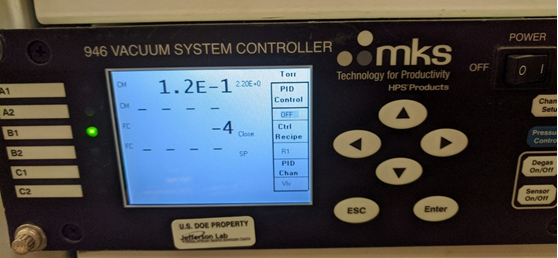 946 VACUUM SYSTEM CONTROLLER
mks
Technology for Productivity
HPS Products
POWER
OFF
0 1
A1
A2
B1
B2
C1
C2
CM 1.2E-1 2.20E+0
CM _ _ _ _
FC -4 Close
FC _ _ _ _ SP
Torr
PID
Control
OFF
Ctrl
Recipe
R1
PID
Chan
Vlv
ESC
Enter
Chan
Setu
Pressu
Contro
Degas
On/Off
Sensor
On/Off
U.S. DOE PROPERTY
Jefferson Lab